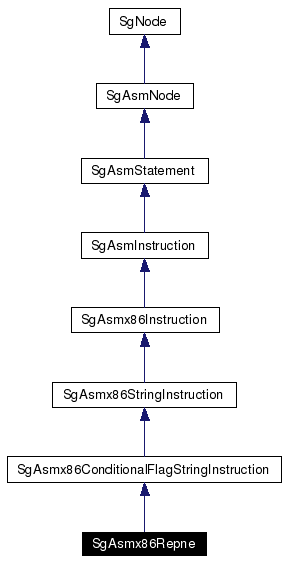 SgNode
SgAsmNode
SgAsmStatement
SgAsmInstruction
SgAsmx86Instruction
SgAsmx86StringInstruction
SgAsmx86ConditionalFlagStringInstruction
SgAsmx86Repne